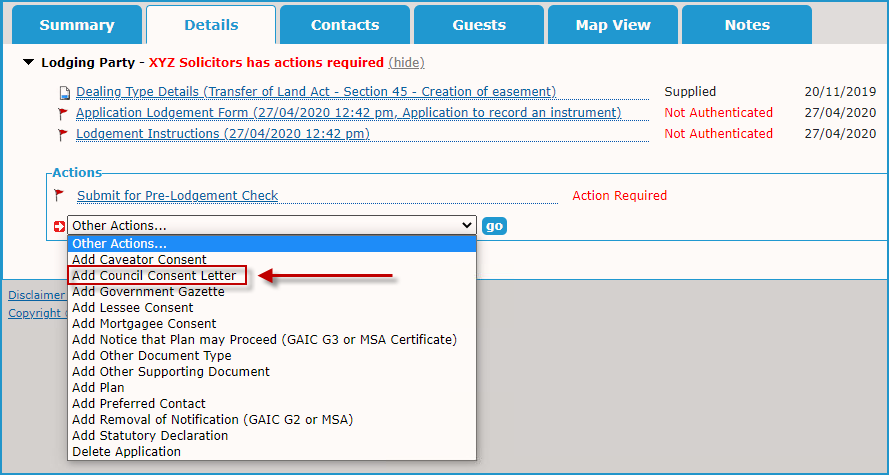 Summary Details Contacts Guests Map View Notes
Lodging Party - XYZ Solicitors has actions required (hide)
Dealing Type Details (Transfer of Land Act - Section 45 - Creation of easement) Supplied 20/11/2019
Application Lodgement Form (27/04/2020 12:42 pm, Application to record an instrument) Not Authenticated 27/04/2020
Lodgement Instructions (27/04/2020 12:42 pm) Not Authenticated 27/04/2020
Actions
Submit for Pre-Lodgement Check Action Required
Other Actions... go
Other Actions...
Add Caveator Consent
Add Council Consent Letter
Add Government Gazette
Disclaimer
Add Lessee Consent
Copyright
Add Mortgagee Consent
Add Notice that Plan may Proceed (GAIC G3 or MSA Certificate)
Add Other Document Type
Add Other Supporting Document
Add Plan
Add Preferred Contact
Add Removal of Notification (GAIC G2 or MSA)
Add Statutory Declaration
Delete Application